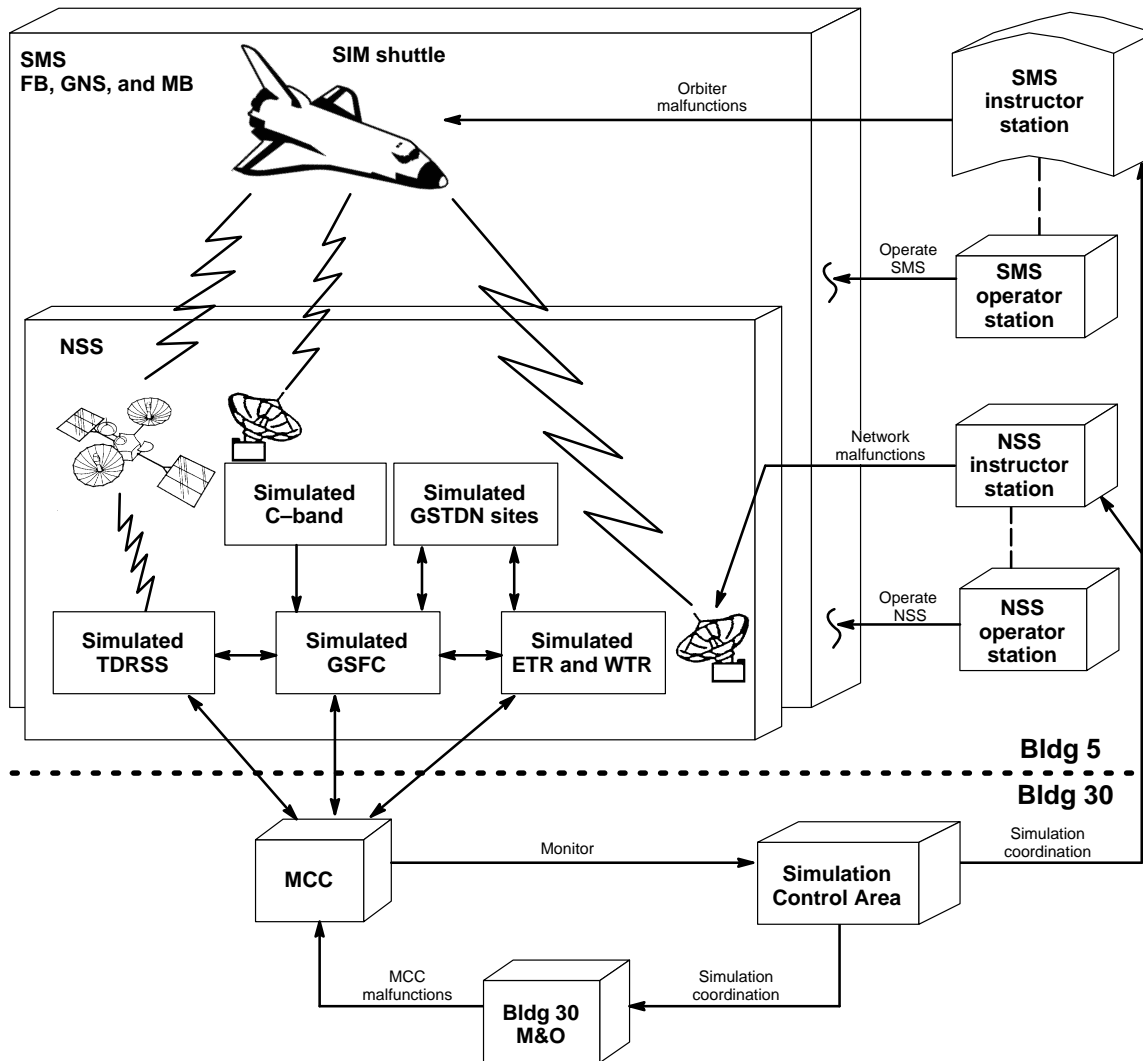 SMS
FB, GNS, and MB
SIM shuttle
Orbiter
malfunctions
SMS
instructor
station
Operate
SMS
SMS
operator
station
NSS
Network
malfunctions
NSS
instructor
station
Simulated
C–band
Simulated
GSTDN sites
Operate
NSS
NSS
operator
station
Simulated
TDRSS
Simulated
GSFC
Simulated
ETR and WTR
Bldg 5
Bldg 30
MCC
Monitor
Simulation
Control Area
Simulation
coordination
MCC
malfunctions
Bldg 30
M&O
Simulation
coordination